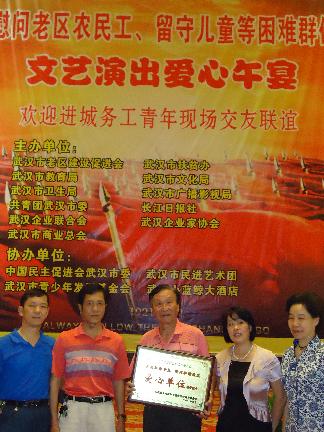 慰问老区农民工、留守儿童等困难群体
文艺演出爱心午宴
欢迎进城务工青年现场交友联谊
主办单位:
武汉市老区建设促进会 武汉市扶贫办
武汉市教育局 武汉市文化局
武汉市卫生局 武汉市广播影视局
共青团武汉市委 长江日报社
武汉企业联合会 武汉企业家协会
武汉市商业总会
协办单位:
中国民主促进会武汉市委 武汉市民进艺术团
武汉市青少年发展基金会 小蓝鲸大酒店
ALWAYS FOLLOW THE GO
爱心单位